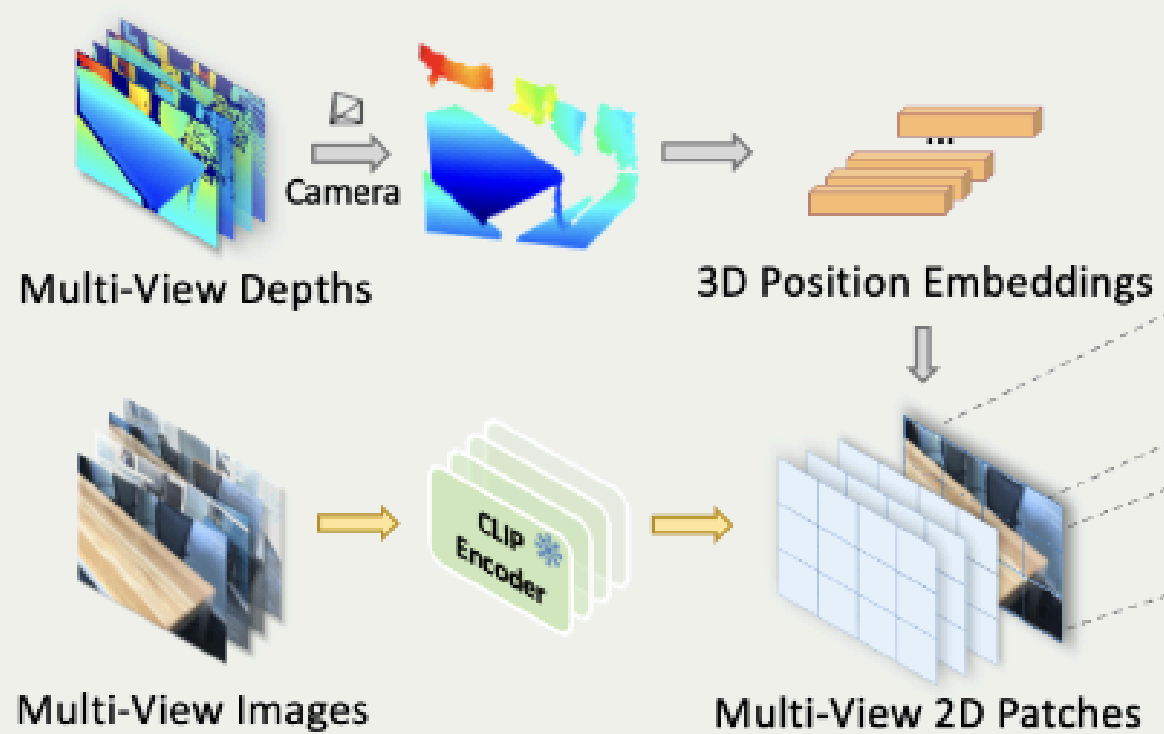 Camera
Multi-View Depths
...
3D Position Embeddings
CLIP
Encoder
Multi-View Images
Multi-View 2D Patches